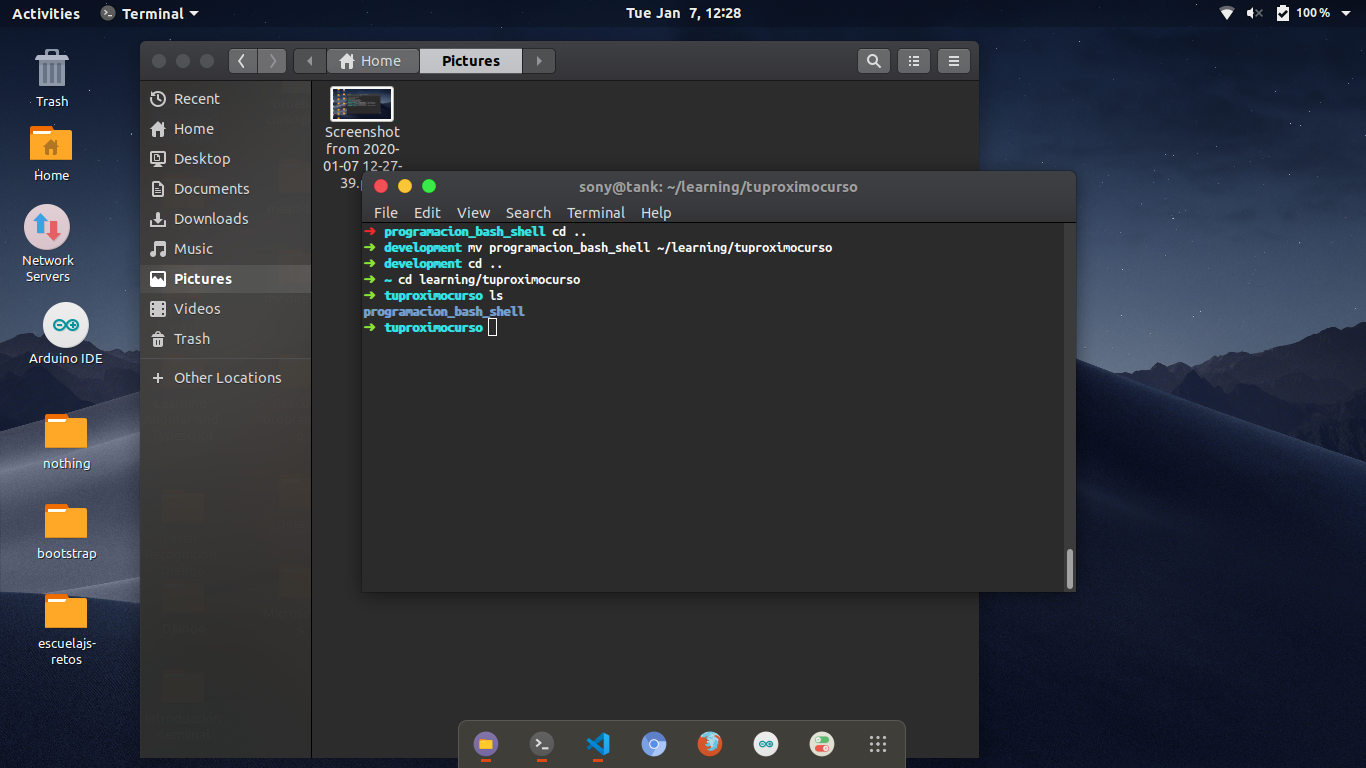 Activities
Terminal
Tue Jan 7, 12:28
100 %
Trash
Home
Network
Servers
Arduino IDE
nothing
bootstrap
escuelajs-
retos
Home
Pictures
Recent
Home
Desktop
Documents
Downloads
Music
Pictures
Videos
Trash
Other Locations
Screenshot
from 2020-
01-07 12-27-
39.
sony@tank: ~/learning/tuproximocurso
File Edit View Search Terminal Help
➜ programacion_bash_shell cd ..
➜ development mv programacion_bash_shell ~/learning/tuproximocurso
➜ development cd ..
➜ ~ cd learning/tuproximocurso
➜ tuproximocurso ls
programacion_bash_shell
➜ tuproximocurso